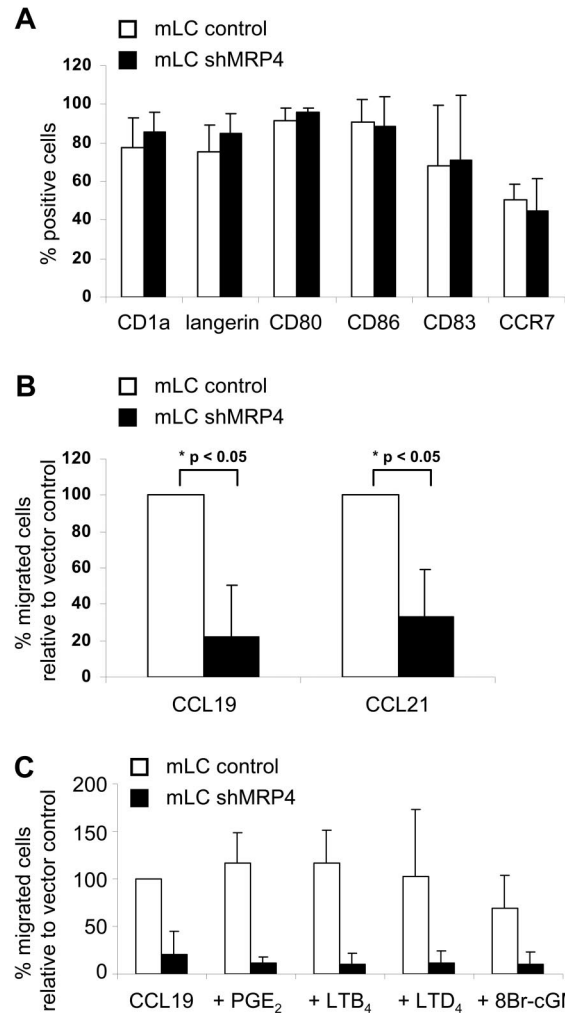 A
mLC control
mLC shMRP4
% positive cells
120
100
80
60
40
20
0
CD1a langerin CD80 CD86 CD83 CCR7
B
mLC control
mLC shMRP4
% migrated cells
relative to vector control
120
100
80
60
40
20
0
* p < 0.05 * p < 0.05
CCL19 CCL21
C
mLC control
mLC shMRP4
% migrated cells
relative to vector control
200
150
100
50
0
CCL19 + PGE₂ + LTB₄ + LTD₄ + 8Br-cGM